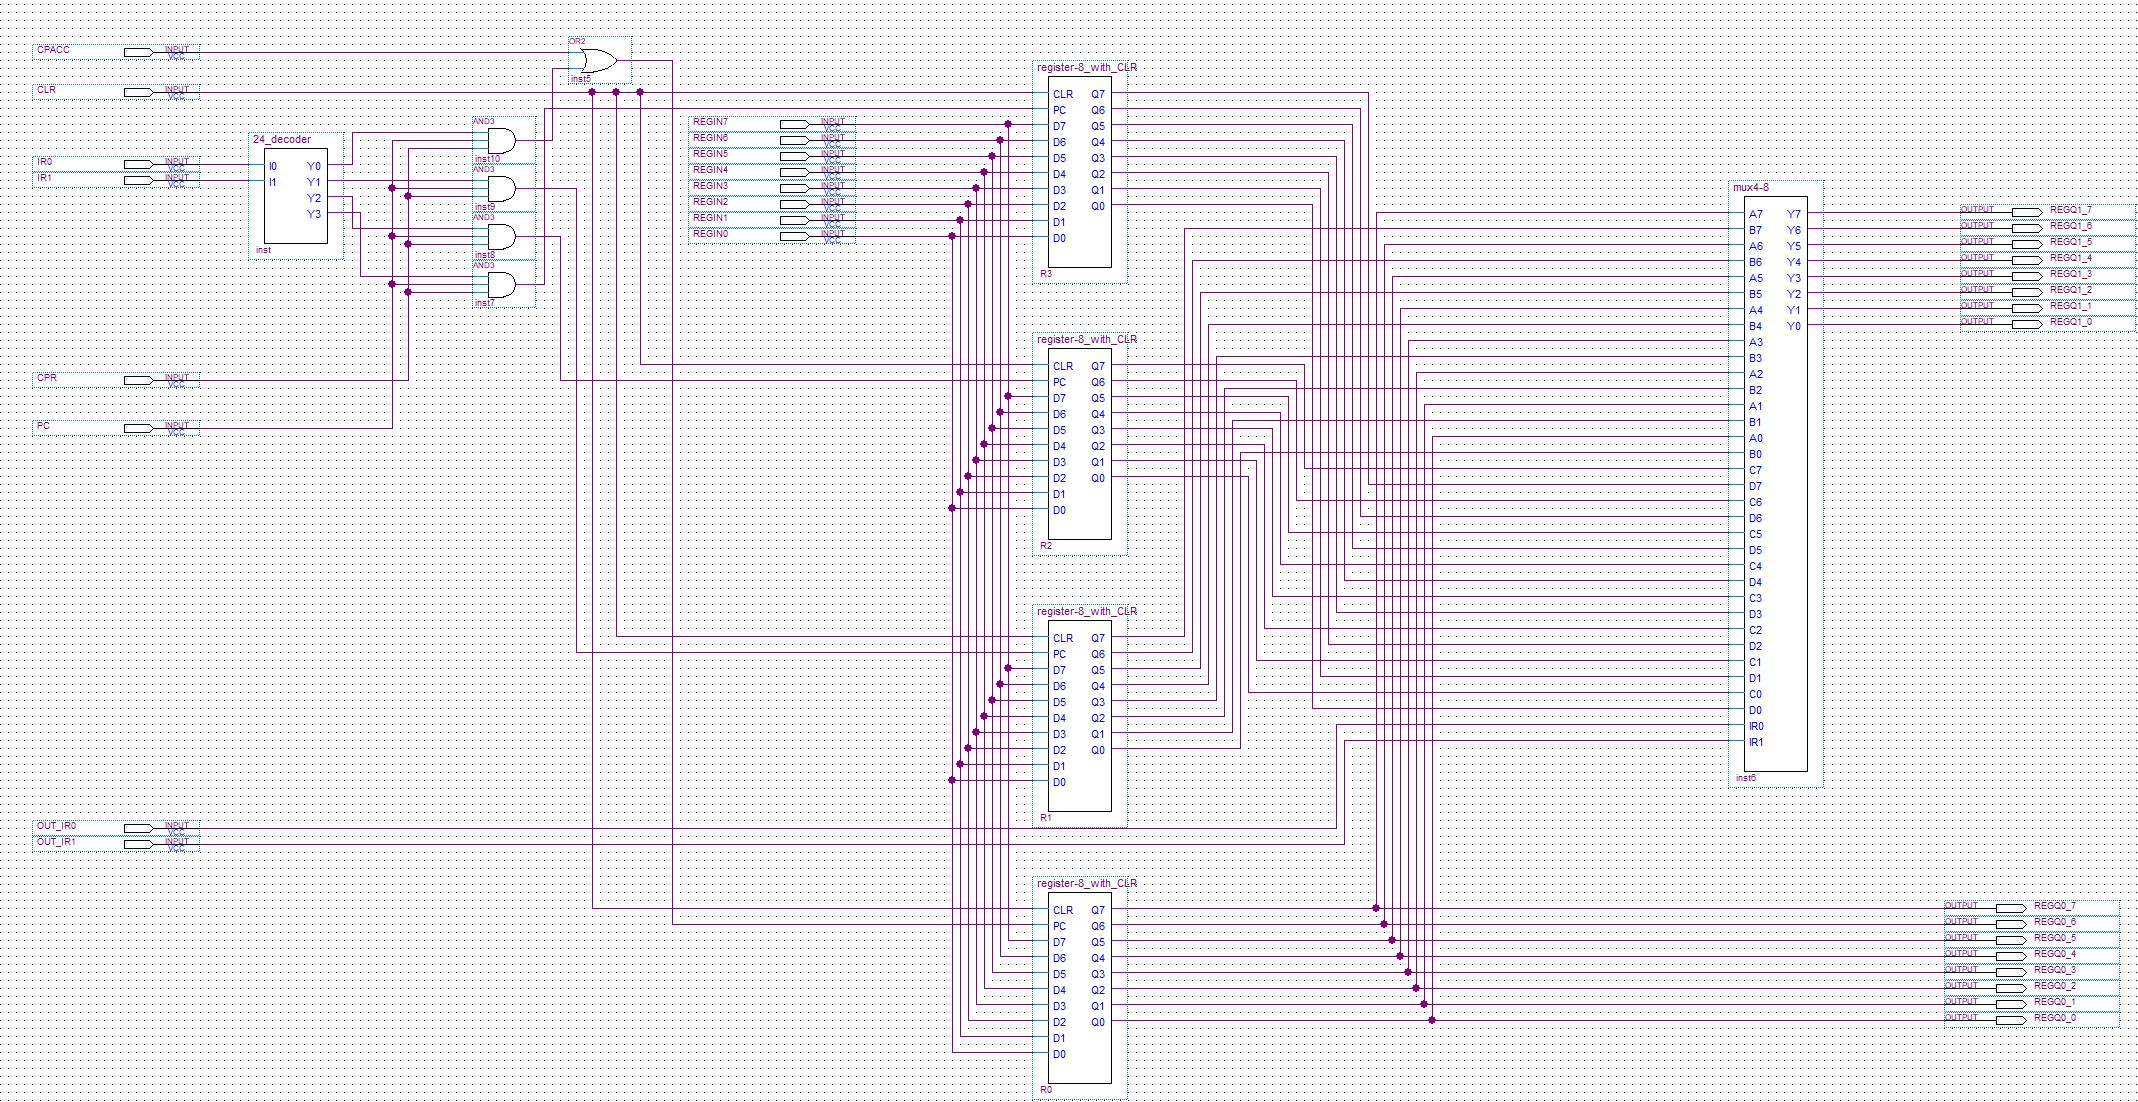 CPACC
INPUT
VCC
CLR
INPUT
VCC
IR0
INPUT
VCC
IR1
INPUT
VCC
24_decoder
I0 Y0
I1 Y1
Y2
Y3
inst
OR2
inst5
AND3
inst10
AND3
inst9
AND3
inst8
AND3
inst7
CPR
INPUT
VCC
PC
INPUT
VCC
OUT_IR0
INPUT
VCC
OUT_IR1
INPUT
VCC
REGIN7
INPUT
VCC
REGIN6
INPUT
VCC
REGIN5
INPUT
VCC
REGIN4
INPUT
VCC
REGIN3
INPUT
VCC
REGIN2
INPUT
VCC
REGIN1
INPUT
VCC
REGIN0
INPUT
VCC
register-8_with_CLR
CLR Q7
PC Q6
D7 Q5
D6 Q4
D5 Q3
D4 Q2
D3 Q1
D2 Q0
D1
D0
R3
register-8_with_CLR
CLR Q7
PC Q6
D7 Q5
D6 Q4
D5 Q3
D4 Q2
D3 Q1
D2 Q0
D1
D0
R2
register-8_with_CLR
CLR Q7
PC Q6
D7 Q5
D6 Q4
D5 Q3
D4 Q2
D3 Q1
D2 Q0
D1
D0
R1
register-8_with_CLR
CLR Q7
PC Q6
D7 Q5
D6 Q4
D5 Q3
D4 Q2
D3 Q1
D2 Q0
D1
D0
R0
mux4-8
A7 Y7
B7 Y6
A6 Y5
B6 Y4
A5 Y3
B5 Y2
A4 Y1
B4 Y0
A3
B3
A2
B2
A1
B1
A0
B0
C7
D7
C6
D6
C5
D5
C4
D4
C3
D3
C2
D2
C1
D1
C0
D0
IR0
IR1
inst6
OUTPUT REGQ1_7
OUTPUT REGQ1_6
OUTPUT REGQ1_5
OUTPUT REGQ1_4
OUTPUT REGQ1_3
OUTPUT REGQ1_2
OUTPUT REGQ1_1
OUTPUT REGQ1_0
OUTPUT REGQ0_7
OUTPUT REGQ0_6
OUTPUT REGQ0_5
OUTPUT REGQ0_4
OUTPUT REGQ0_3
OUTPUT REGQ0_2
OUTPUT REGQ0_1
OUTPUT REGQ0_0